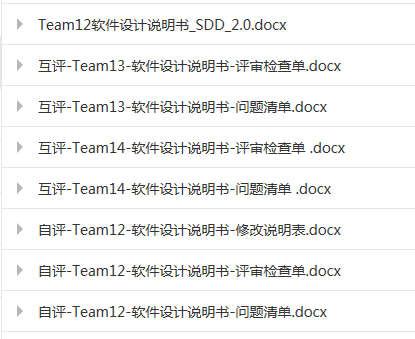 Team12软件设计说明书_SDD_2.0.docx
互评-Team13-软件设计说明书-评审检查单.docx
互评-Team13-软件设计说明书-问题清单.docx
互评-Team14-软件设计说明书-评审检查单 .docx
互评-Team14-软件设计说明书-问题清单 .docx
自评-Team12-软件设计说明书-修改说明表.docx
自评-Team12-软件设计说明书-评审检查单.docx
自评-Team12-软件设计说明书-问题清单.docx